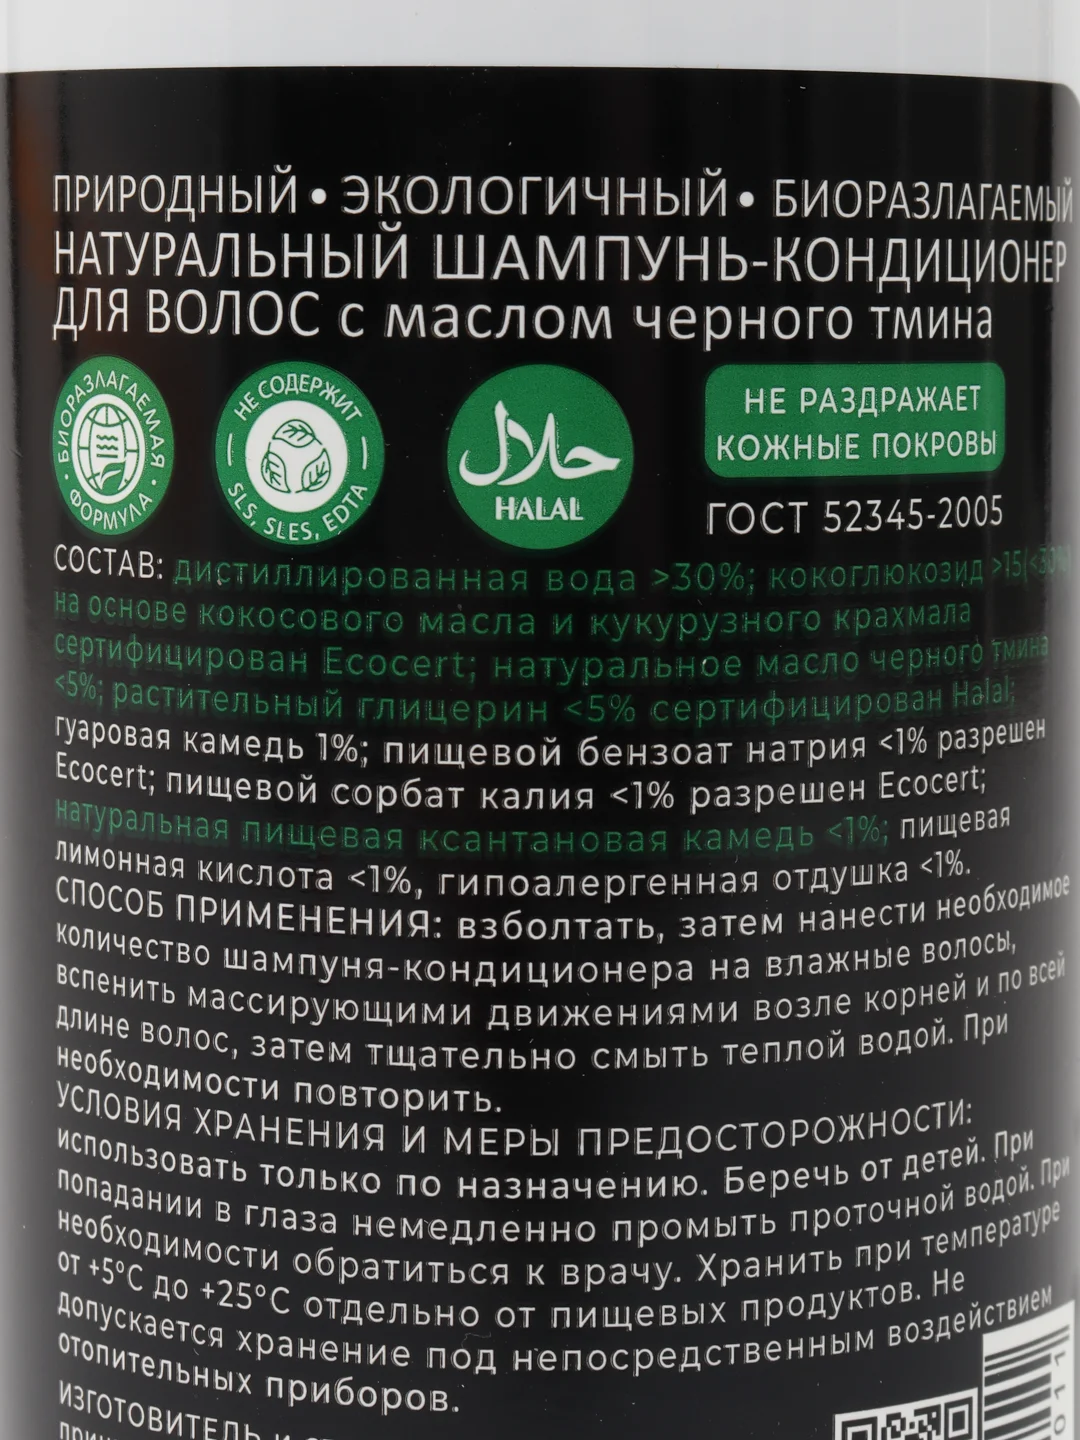 ПРИРОДНЫЙ • ЭКОЛОГИЧНЫЙ • БИОРАЗЛАГАЕМЫЙ
НАТУРАЛЬНЫЙ ШАМПУНЬ-КОНДИЦИОНЕР
ДЛЯ ВОЛОС с маслом черного тмина
БИОРАЗЛАГАЕМАЯ • ФОРМУЛА •
НЕ СОДЕРЖИТ
SLS, SLES, EDTA
حلال
HALAL
НЕ РАЗДРАЖАЕТ
КОЖНЫЕ ПОКРОВЫ
ГОСТ 52345-2005
СОСТАВ: дистиллированная вода >30%; кокоглюкозид >15(<30%)
на основе кокосового масла и кукурузного крахмала
сертифицирован Ecocert; натуральное масло черного тмина
<5%; растительный глицерин <5% сертифицирован Halal;
гуаровая камедь 1%; пищевой бензоат натрия <1% разрешен
Ecocert; пищевой сорбат калия <1% разрешен Ecocert;
натуральная пищевая ксантановая камедь <1%; пищевая
лимонная кислота <1%, гипоалергенная отдушка <1%.
СПОСОБ ПРИМЕНЕНИЯ: взболтать, затем нанести необходимое
количество шампуня-кондиционера на влажные волосы,
вспенить массирующими движениями возле корней и по всей
длине волос, затем тщательно смыть теплой водой. При
необходимости повторить.
УСЛОВИЯ ХРАНЕНИЯ И МЕРЫ ПРЕДОСТОРОЖНОСТИ:
использовать только по назначению. Беречь от детей. При
попадании в глаза немедленно промыть проточной водой. При
необходимости обратиться к врачу. Хранить при температуре
от +5°С до +25°С отдельно от пищевых продуктов. Не
допускается хранение под непосредственным воздействием
отопительных приборов.
ИЗГОТОВИТЕЛЬ И